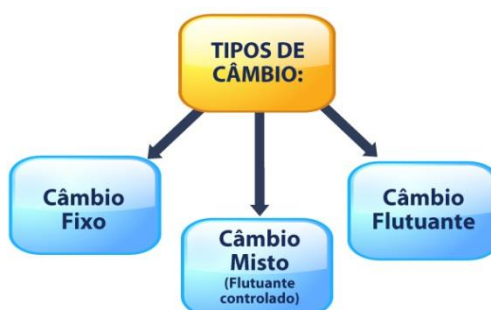 TIPOS DE
CÂMBIO:
Câmbio
Fixo
Câmbio
Misto
(Flutuante
controlado)
Câmbio
Flutuante